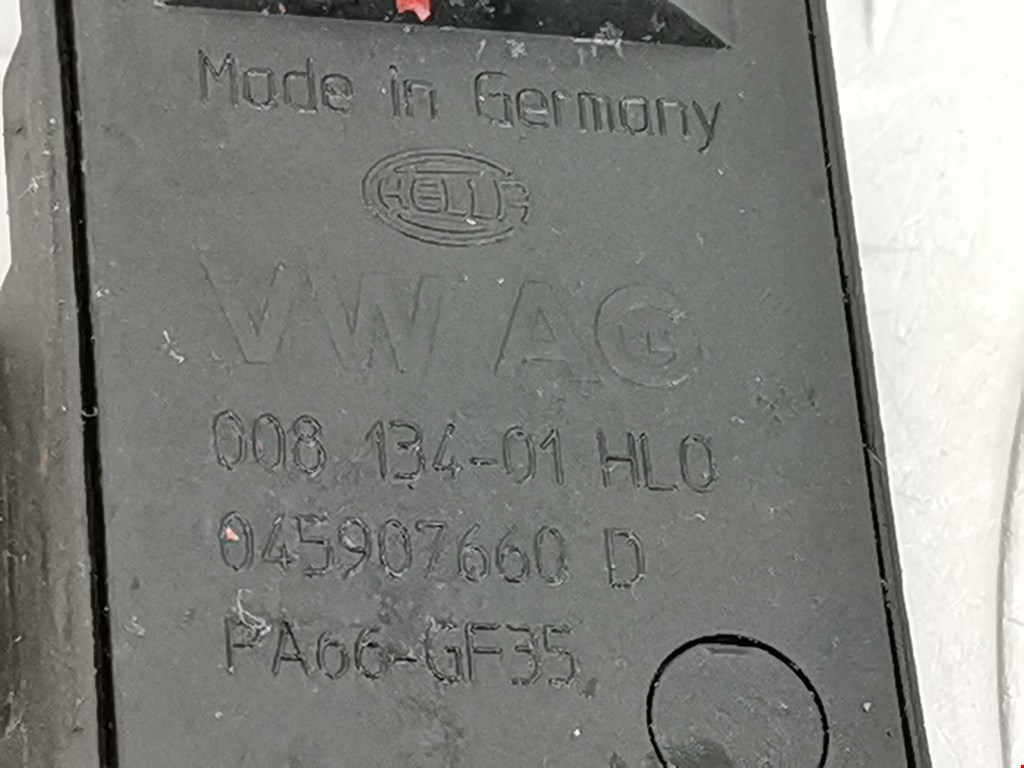 Made in Germany
HELLA
VW AG
008 134-01 HL0
045907660 D
PA66-GF35